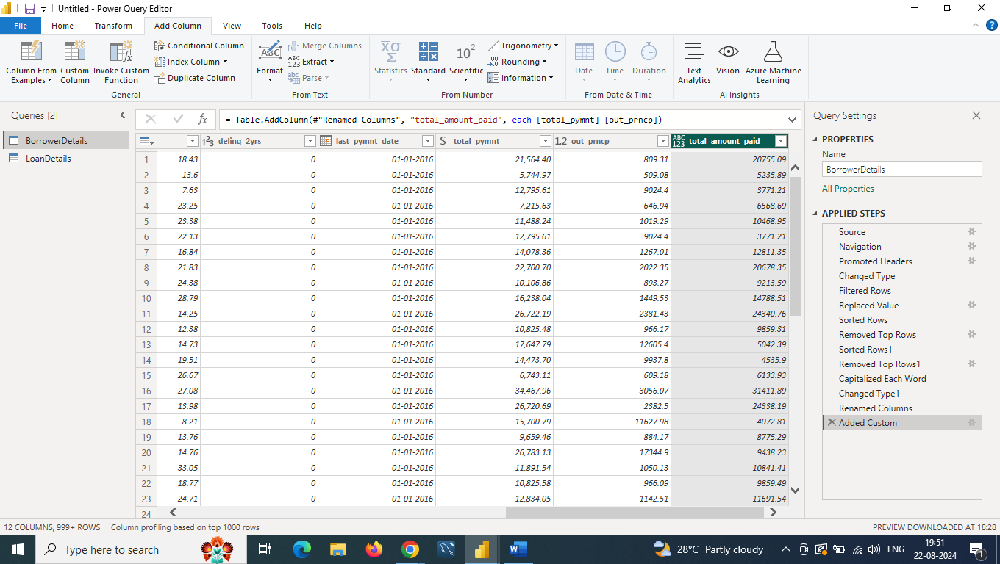 Untitled - Power Query Editor
File Home Transform Add Column View Tools Help
Column From Examples
Custom Column
Invoke Custom Function
Conditional Column
Index Column
Duplicate Column
General
Format
Merge Columns
ABC 123 Extract
Parse
From Text
Statistics
Standard
Scientific
Trigonometry
Rounding
Information
From Number
Date
Time
Duration
From Date & Time
Text Analytics
Vision
Azure Machine Learning
AI Insights
Queries [2]
BorrowerDetails
LoanDetails
= Table.AddColumn(#"Renamed Columns", "total_amount_paid", each [total_pymnt]-[out_prncp])
delinq_2yrs last_pymnt_date $ total_pymnt 1.2 out_prncp ABC 123 total_amount_paid
1 18.43 0 01-01-2016 21,564.40 809.31 20755.09
2 13.6 0 01-01-2016 5,744.97 509.08 5235.89
3 7.63 0 01-01-2016 12,795.61 9024.4 3771.21
4 23.25 0 01-01-2016 7,215.63 646.94 6568.69
5 23.38 0 01-01-2016 11,488.24 1019.29 10468.95
6 22.13 0 01-01-2016 12,795.61 9024.4 3771.21
7 16.84 0 01-01-2016 14,078.36 1267.01 12811.35
8 21.83 0 01-01-2016 22,700.70 2022.35 20678.35
9 24.38 0 01-01-2016 10,106.86 893.27 9213.59
10 28.79 0 01-01-2016 16,238.04 1449.53 14788.51
11 14.25 0 01-01-2016 26,722.19 2381.43 24340.76
12 12.38 0 01-01-2016 10,825.48 966.17 9859.31
13 14.73 0 01-01-2016 17,647.79 12605.4 5042.39
14 19.51 0 01-01-2016 14,473.70 9937.8 4535.9
15 26.67 0 01-01-2016 6,743.11 609.18 6133.93
16 27.08 0 01-01-2016 34,467.96 3056.07 31411.89
17 13.98 0 01-01-2016 26,720.69 2382.5 24338.19
18 8.21 0 01-01-2016 15,700.79 11627.98 4072.81
19 13.76 0 01-01-2016 9,659.46 884.17 8775.29
20 14.76 0 01-01-2016 26,783.13 17344.9 9438.23
21 33.05 0 01-01-2016 11,891.54 1050.13 10841.41
22 18.77 0 01-01-2016 10,825.58 966.09 9859.49
23 24.71 0 01-01-2016 12,834.05 1142.51 11691.54
24
Query Settings
PROPERTIES
Name
BorrowerDetails
All Properties
APPLIED STEPS
Source
Navigation
Promoted Headers
Changed Type
Filtered Rows
Replaced Value
Sorted Rows
Removed Top Rows
Sorted Rows1
Removed Top Rows1
Capitalized Each Word
Changed Type1
Renamed Columns
Added Custom
12 COLUMNS, 999+ ROWS Column profiling based on top 1000 rows
PREVIEW DOWNLOADED AT 18:28
Type here to search
28°C Partly cloudy
ENG
19:51
22-08-2024
1